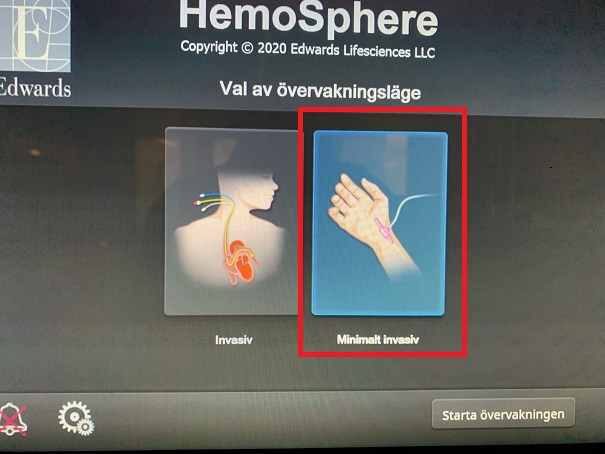 HemoSphere
Copyright © 2020 Edwards Lifesciences LLC
Edwards
Val av övervakningsläge
Invasiv
Minimalt invasiv
Starta övervakningen